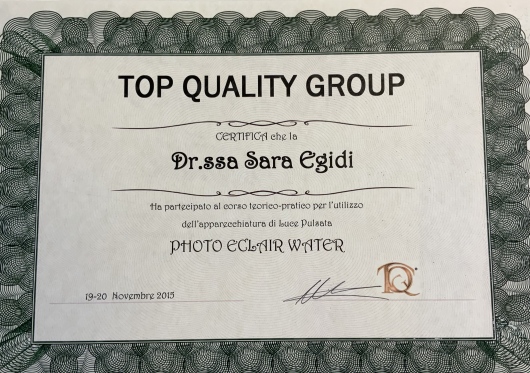 TOP QUALITY GROUP
CERTIFICA che la
Dr.ssa Sara Egidi
Ha partecipato al corso teorico-pratico per l'utilizzo
dell'apparecchiatura di Luce Pulsata
PHOTO ECLAIR WATER
19-20 Novembre 2015
TQ